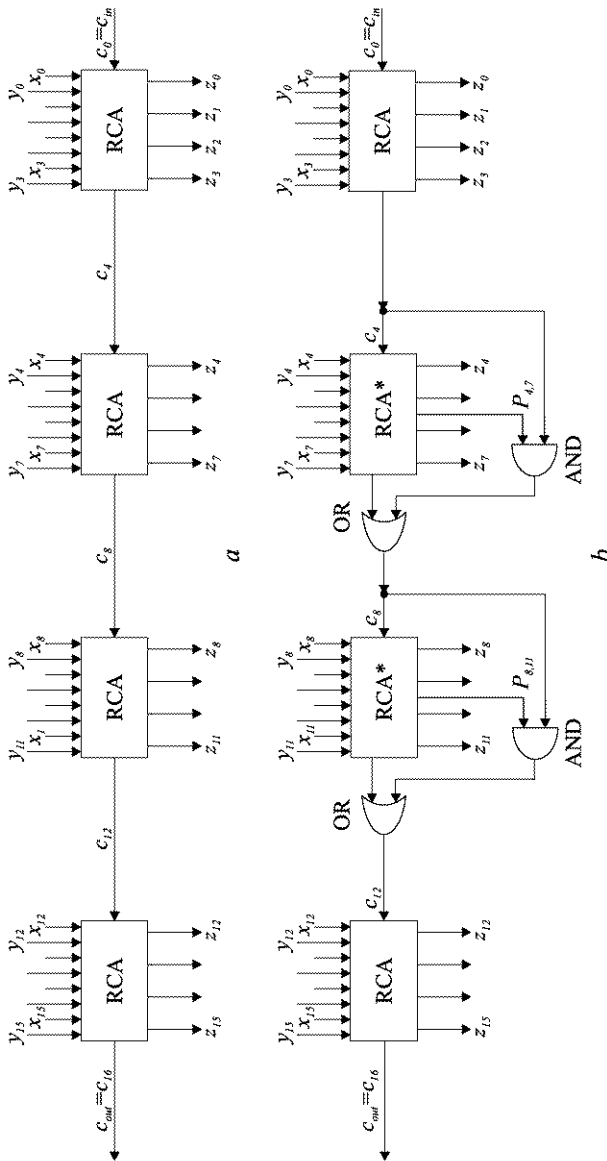 y15 y12 y11 y8 y7 y4 y3 y0
x15 x12 x1 x8 x7 x4 x3 x0
cout=c16 c12 c8 c4 c0=cin
RCA RCA RCA RCA
z15 z12 z11 z8 z7 z4 z3 z2 z1 z0
a
y15 y12 y11 y8 y7 y4 y3 y0
x15 x12 x11 x8 x7 x4 x3 x0
OR OR
cout=c16 c12 c8 c4 c0=cin
RCA RCA* RCA* RCA
z15 z12 z11 z8 z7 z4 z3 z2 z1 z0
P8,11 P4,7
AND AND
b